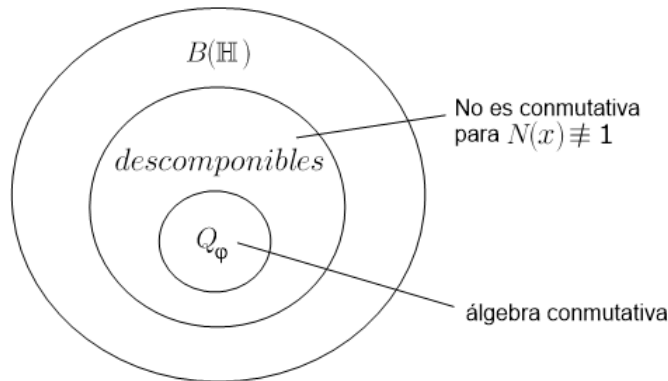 B(ℍ)
No es conmutativa
para N(x) ≢ 1
descomponibles
Q_φ
álgebra conmutativa